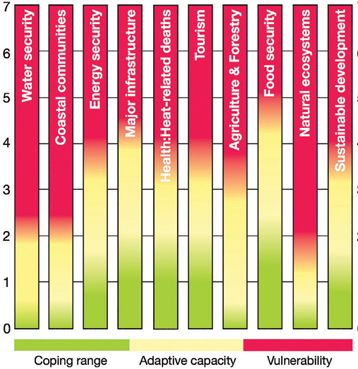 7
6
5
4
3
2
1
0
Water security
Coastal communities
Energy security
Major infrastructure
Health:Heat-related deaths
Tourism
Agriculture & Forestry
Food security
Natural ecosystems
Sustainable development
Coping range
Adaptive capacity
Vulnerability